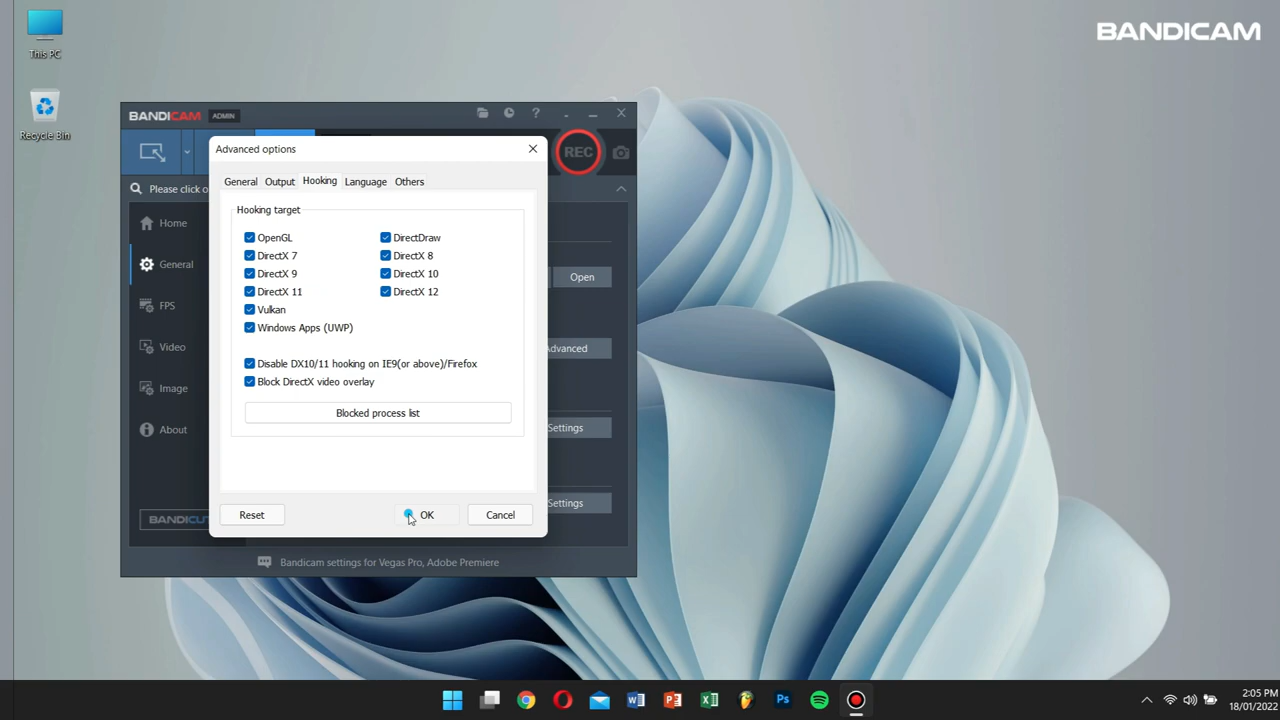 This PC
Recycle Bin
BANDICAM
BANDICAM ADMIN
REC
Please click o
Home
General
FPS
Video
Image
About
BANDICUT
Open
Advanced
Settings
Settings
Bandicam settings for Vegas Pro, Adobe Premiere
Advanced options
General Output Hooking Language Others
Hooking target
OpenGL DirectDraw
DirectX 7 DirectX 8
DirectX 9 DirectX 10
DirectX 11 DirectX 12
Vulkan
Windows Apps (UWP)
Disable DX10/11 hooking on IE9(or above)/Firefox
Block DirectX video overlay
Blocked process list
Reset OK Cancel
2:05 PM
18/01/2022